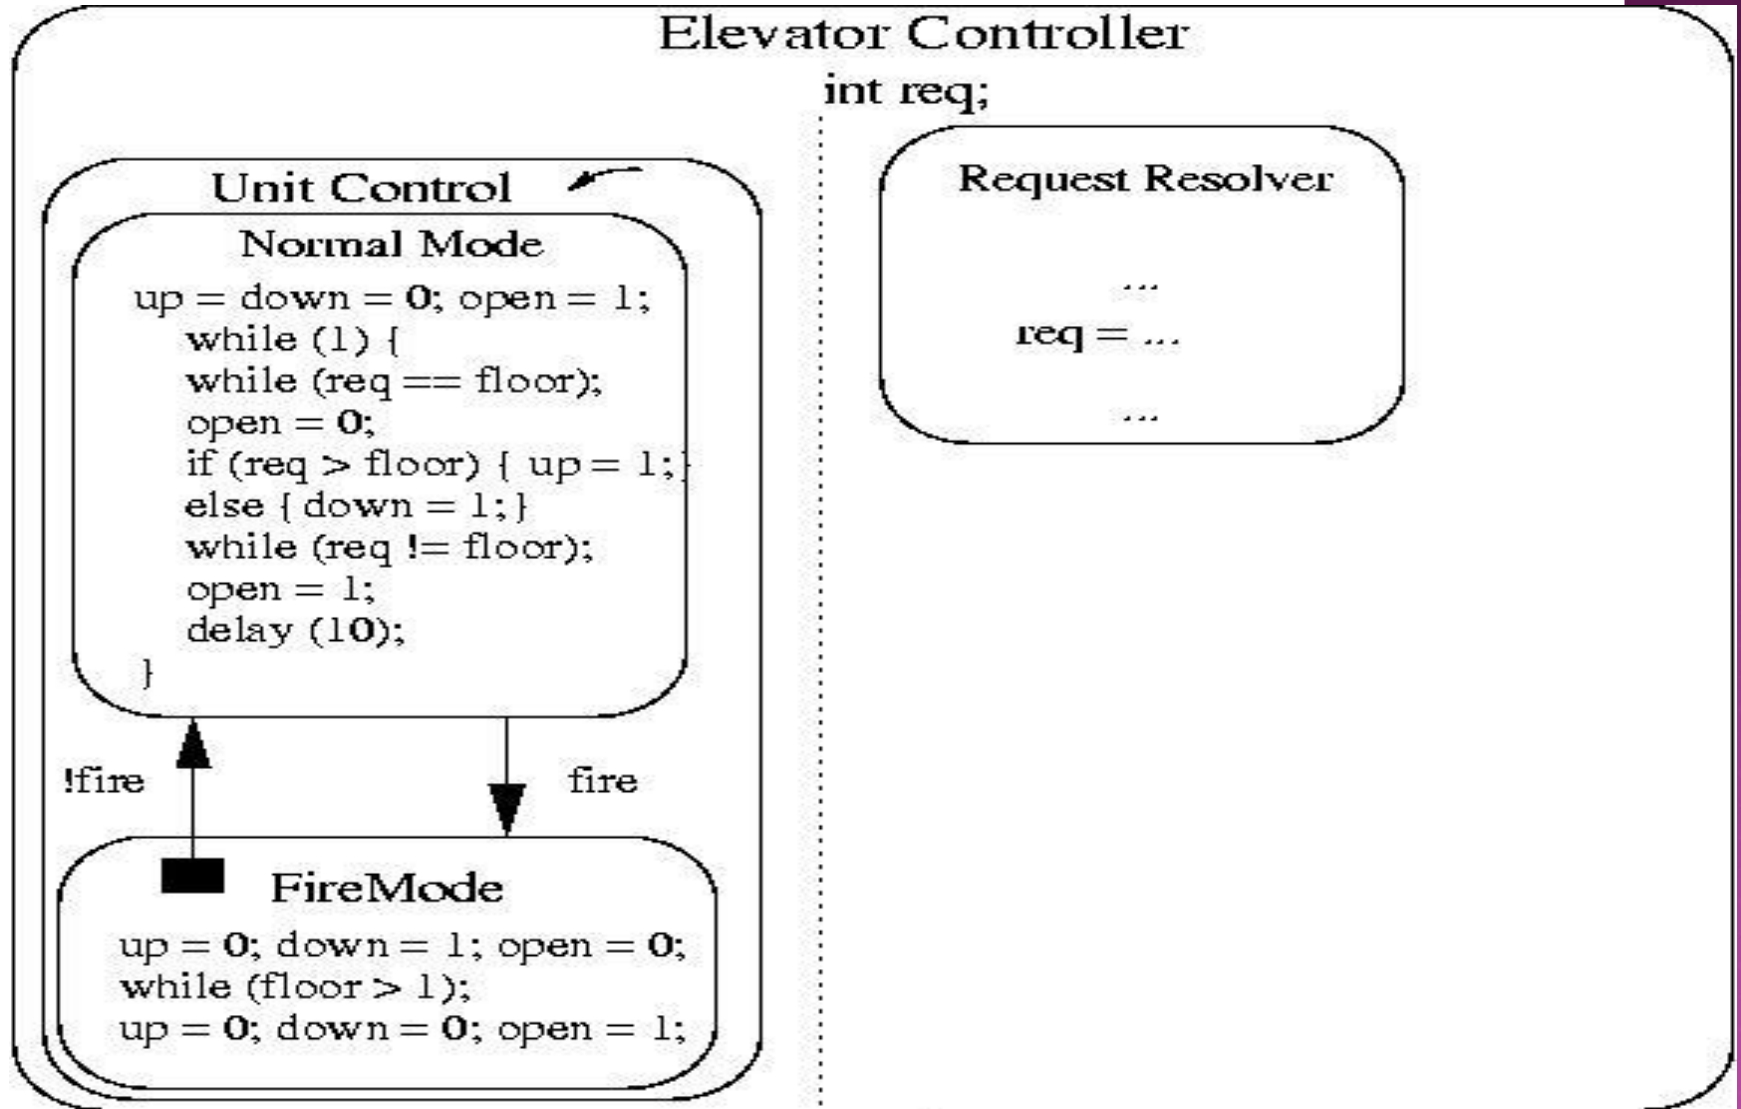 Elevator Controller
int req;
Unit Control
Normal Mode
up = down = 0; open = 1;
while (1) {
while (req == floor);
open = 0;
if (req > floor) { up = 1;}
else { down = 1; }
while (req != floor);
open = 1;
delay (10);
}
!fire
fire
FireMode
up = 0; down = 1; open = 0;
while (floor > 1);
up = 0; down = 0; open = 1;
Request Resolver
...
req = ...
...